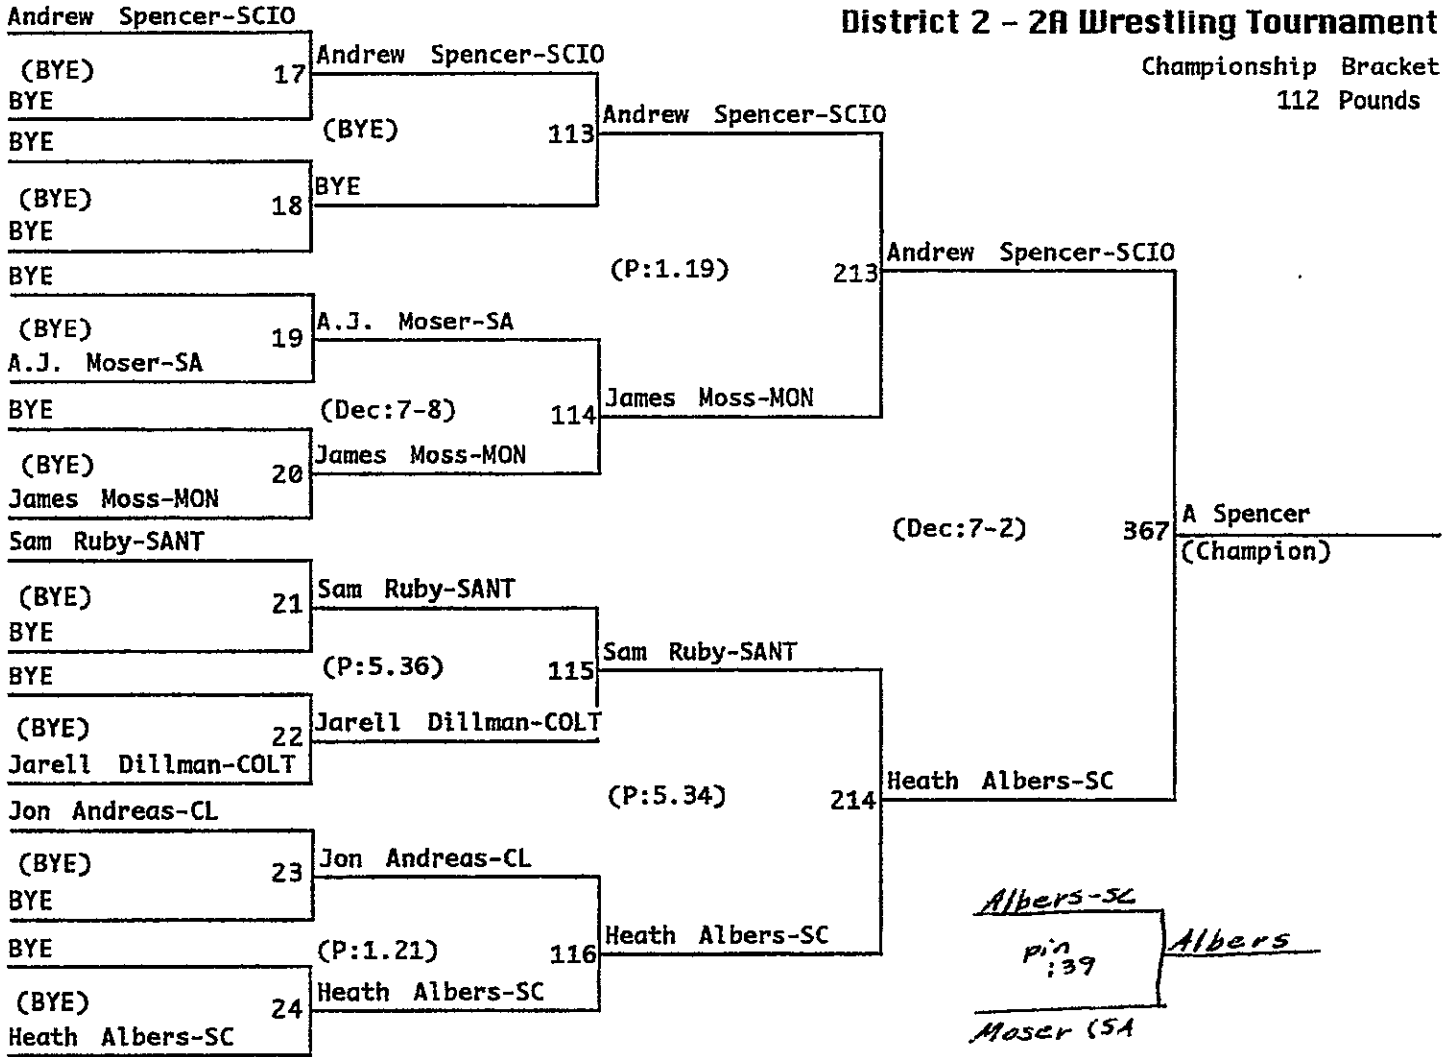 District 2 - 2A Wrestling Tournament
Championship Bracket
112 Pounds
Andrew Spencer-SCIO
(BYE)
17
BYE
BYE
(BYE)
18
BYE
BYE
(BYE)
19
A.J. Moser-SA
BYE
(BYE)
20
James Moss-MON
Sam Ruby-SANT
(BYE)
21
BYE
BYE
(BYE)
22
Jarell Dillman-COLT
Jon Andreas-CL
(BYE)
23
BYE
BYE
(BYE)
24
Heath Albers-SC
Andrew Spencer-SCIO
(BYE)
113
BYE
A.J. Moser-SA
(Dec:7-8)
114
James Moss-MON
Sam Ruby-SANT
(P:5.36)
115
Jarell Dillman-COLT
Jon Andreas-CL
(P:1.21)
116
Heath Albers-SC
Andrew Spencer-SCIO
(P:1.19)
213
James Moss-MON
Sam Ruby-SANT
(P:5.34)
214
Heath Albers-SC
Andrew Spencer-SCIO
(Dec:7-2)
367
Heath Albers-SC
A Spencer
(Champion)
Albers-SC
pin
:39
Moser (SA
Albers